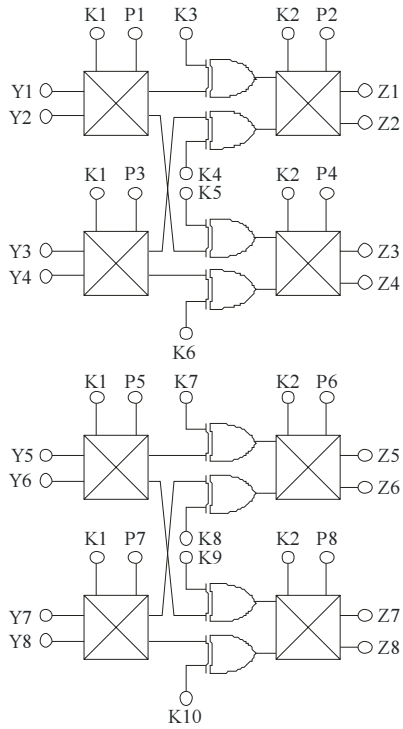 K1 P1 K3 K2 P2
Y1 Z1
Y2 Z2
K4
K1 P3 K5 K2 P4
Y3 Z3
Y4 Z4
K6
K1 P5 K7 K2 P6
Y5 Z5
Y6 Z6
K8
K1 P7 K9 K2 P8
Y7 Z7
Y8 Z8
K10